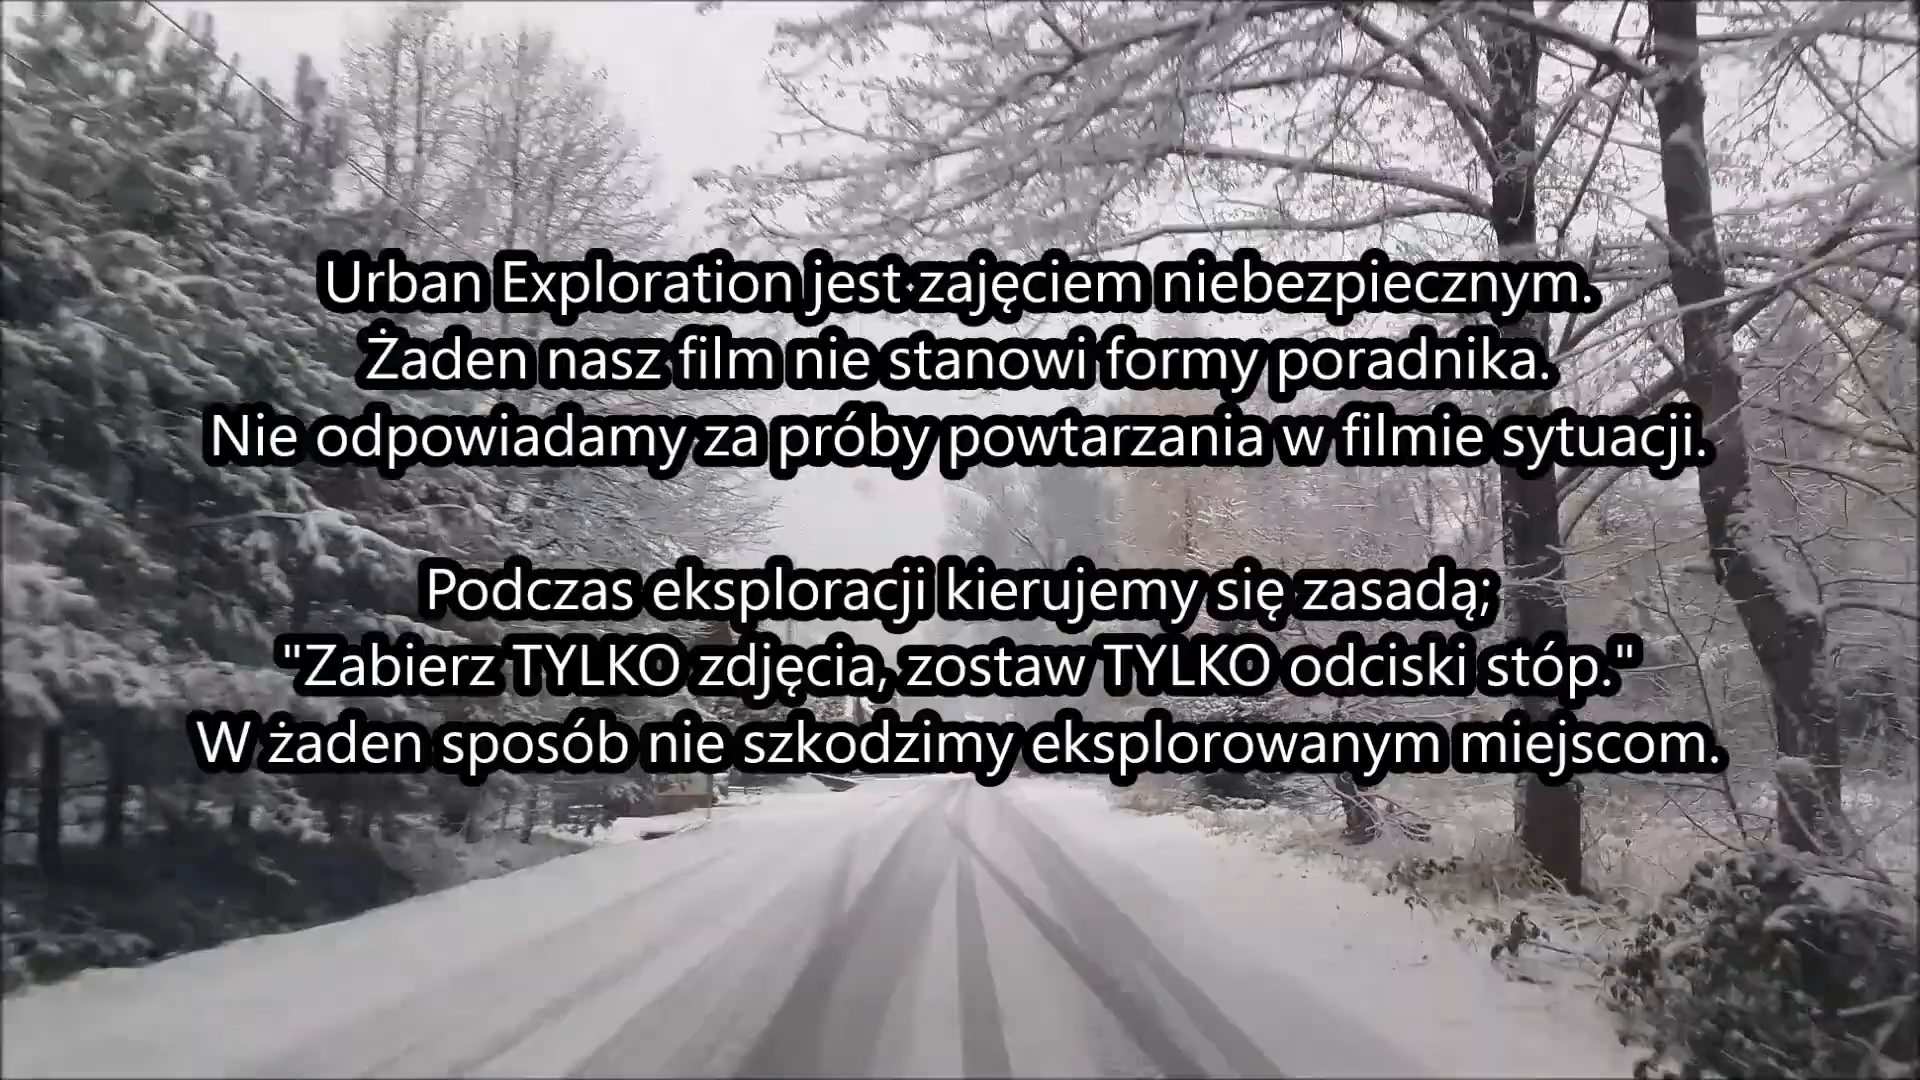 Urban Exploration jest zajęciem niebezpiecznym.
Żaden nasz film nie stanowi formy poradnika.
Nie odpowiadamy za próby powtarzania w filmie sytuacji.
Podczas eksploracji kierujemy się zasadą;
"Zabierz TYLKO zdjęcia, zostaw TYLKO odciski stóp."
W żaden sposób nie szkodzimy eksplorowanym miejscom.